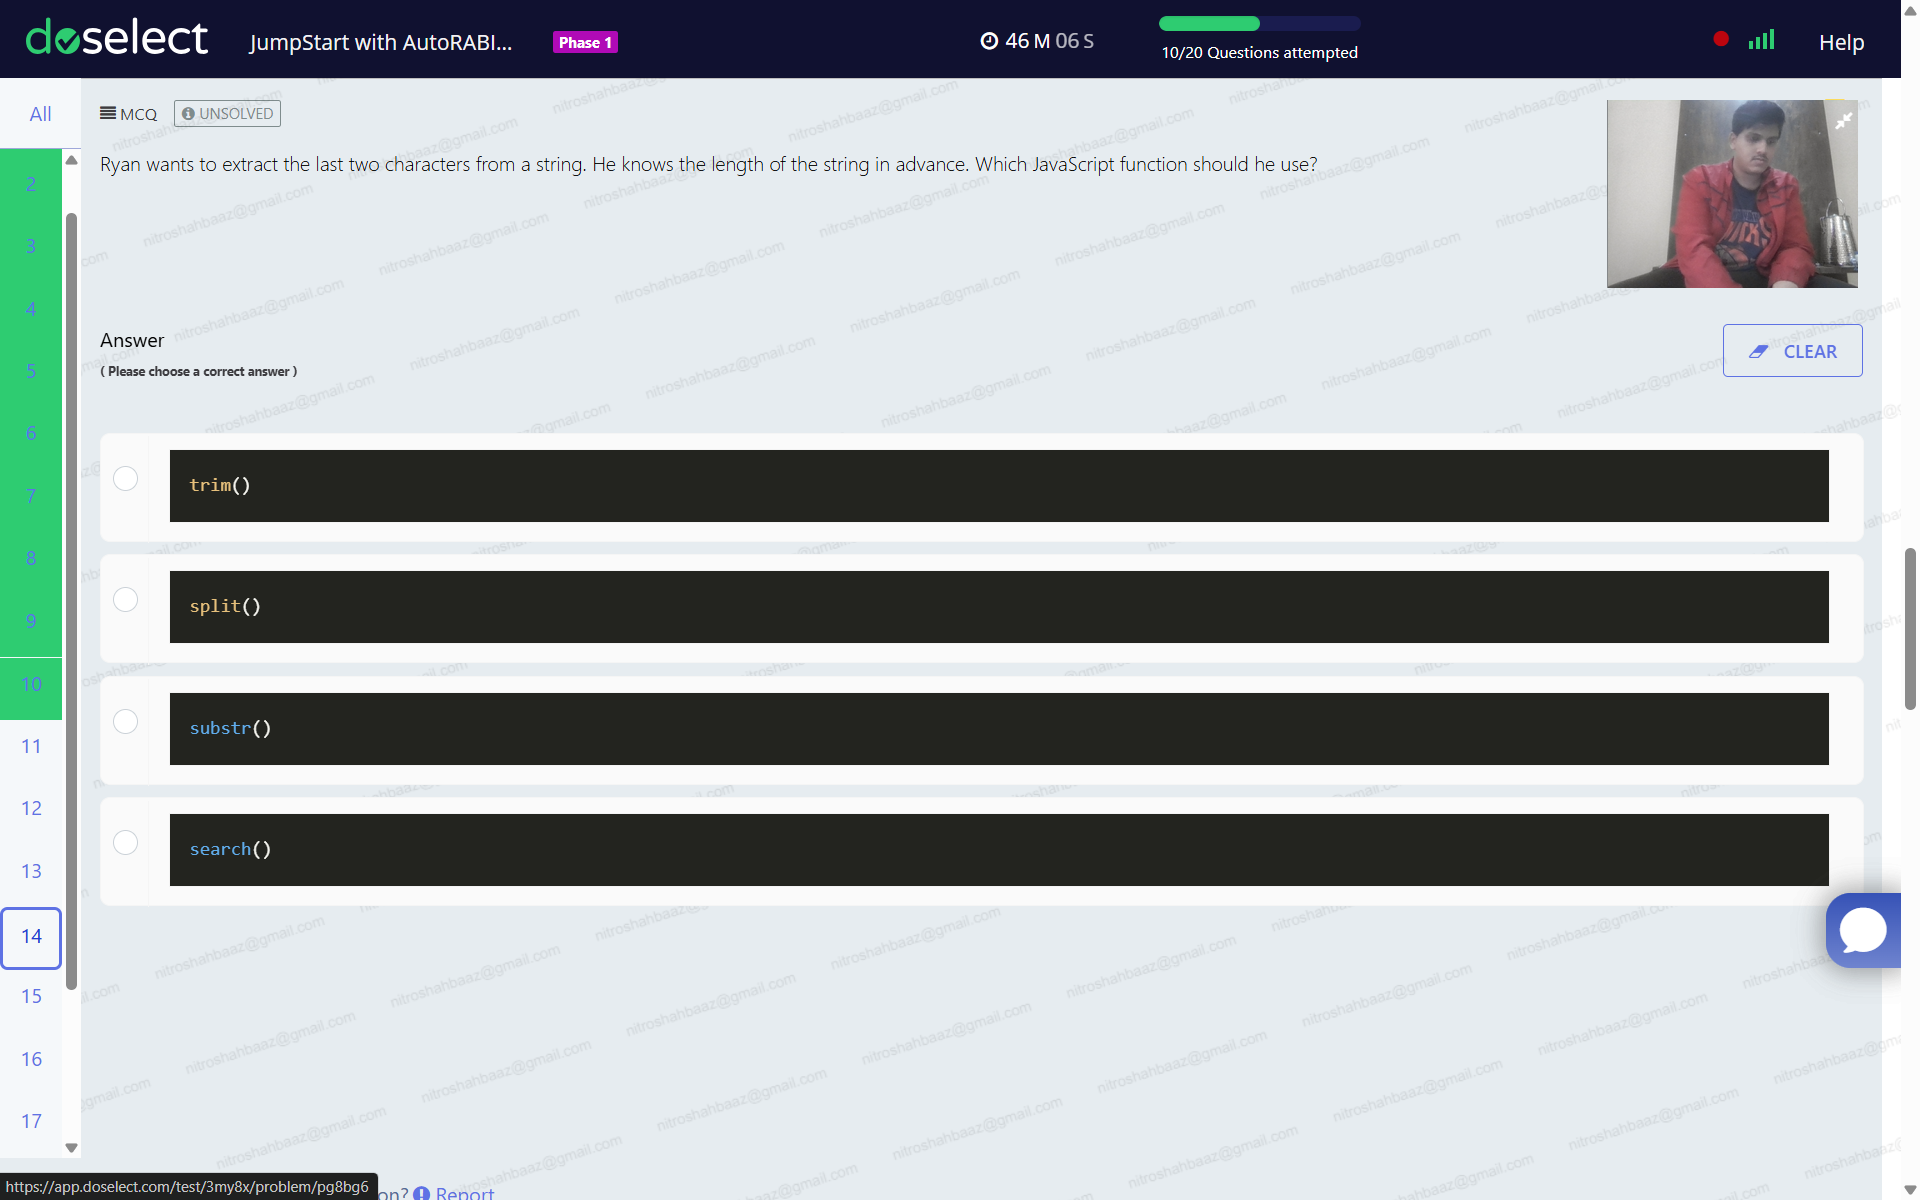 doselect
JumpStart with AutoRABI...
Phase 1
46 M 06 S
10/20 Questions attempted
Help
All
2
3
4
5
6
7
8
9
10
11
12
13
14
15
16
17
MCQ
UNSOLVED
Ryan wants to extract the last two characters from a string. He knows the length of the string in advance. Which JavaScript function should he use?
Answer
( Please choose a correct answer )
CLEAR
trim()
split()
substr()
search()
nitroshahbaaz@gmail.com
https://app.doselect.com/test/3my8x/problem/pg8bg6
on?
Report